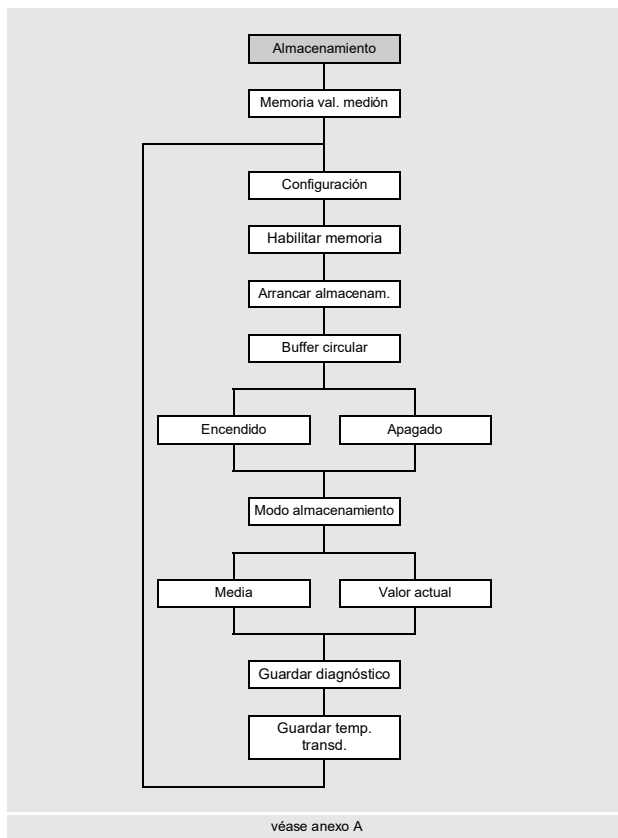 Almacenamiento
Memoria val. medión
Configuración
Habilitar memoria
Arrancar almacenam.
Buffer circular
Encendido
Apagado
Modo almacenamiento
Media
Valor actual
Guardar diagnóstico
Guardar temp.
transd.
véase anexo A